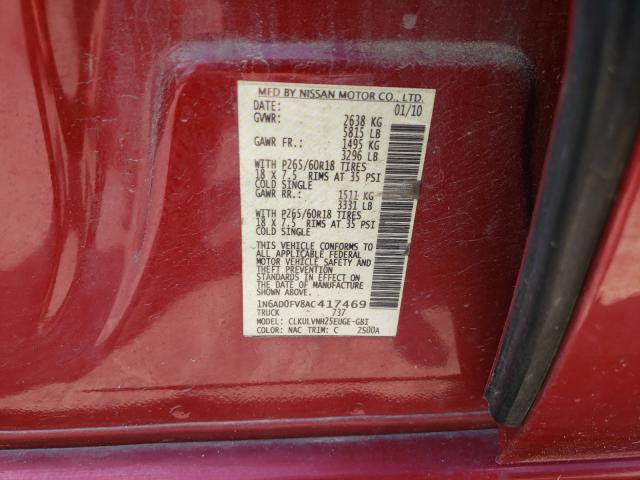 MFD BY NISSAN MOTOR CO., LTD.
DATE: 01/10
GVWR: 2638 KG
5815 LB
GAWR FR.: 1495 KG
3296 LB
WITH P265/60R18 TIRES
18 X 7.5 RIMS AT 35 PSI
COLD SINGLE
GAWR RR.: 1511 KG
3331 LB
WITH P265/60R18 TIRES
18 X 7.5 RIMS AT 35 PSI
COLD SINGLE
THIS VEHICLE CONFORMS TO
ALL APPLICABLE FEDERAL
MOTOR VEHICLE SAFETY AND
THEFT PREVENTION
STANDARDS IN EFFECT ON
THE DATE OF MANUFACTURE
SHOWN ABOVE.
1N6AD0FV8AC417469
TRUCK 737
MODEL: CLKULVNH25EUGE-GBI
COLOR: NAC TRIM: C 2S00A